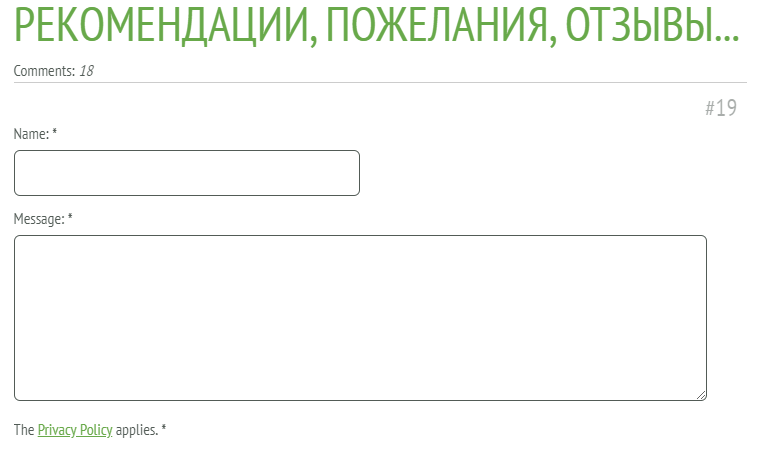 РЕКОМЕНДАЦИИ, ПОЖЕЛАНИЯ, ОТЗЫВЫ...
Comments: 18
#19
Name: *
Message: *
The Privacy Policy applies. *